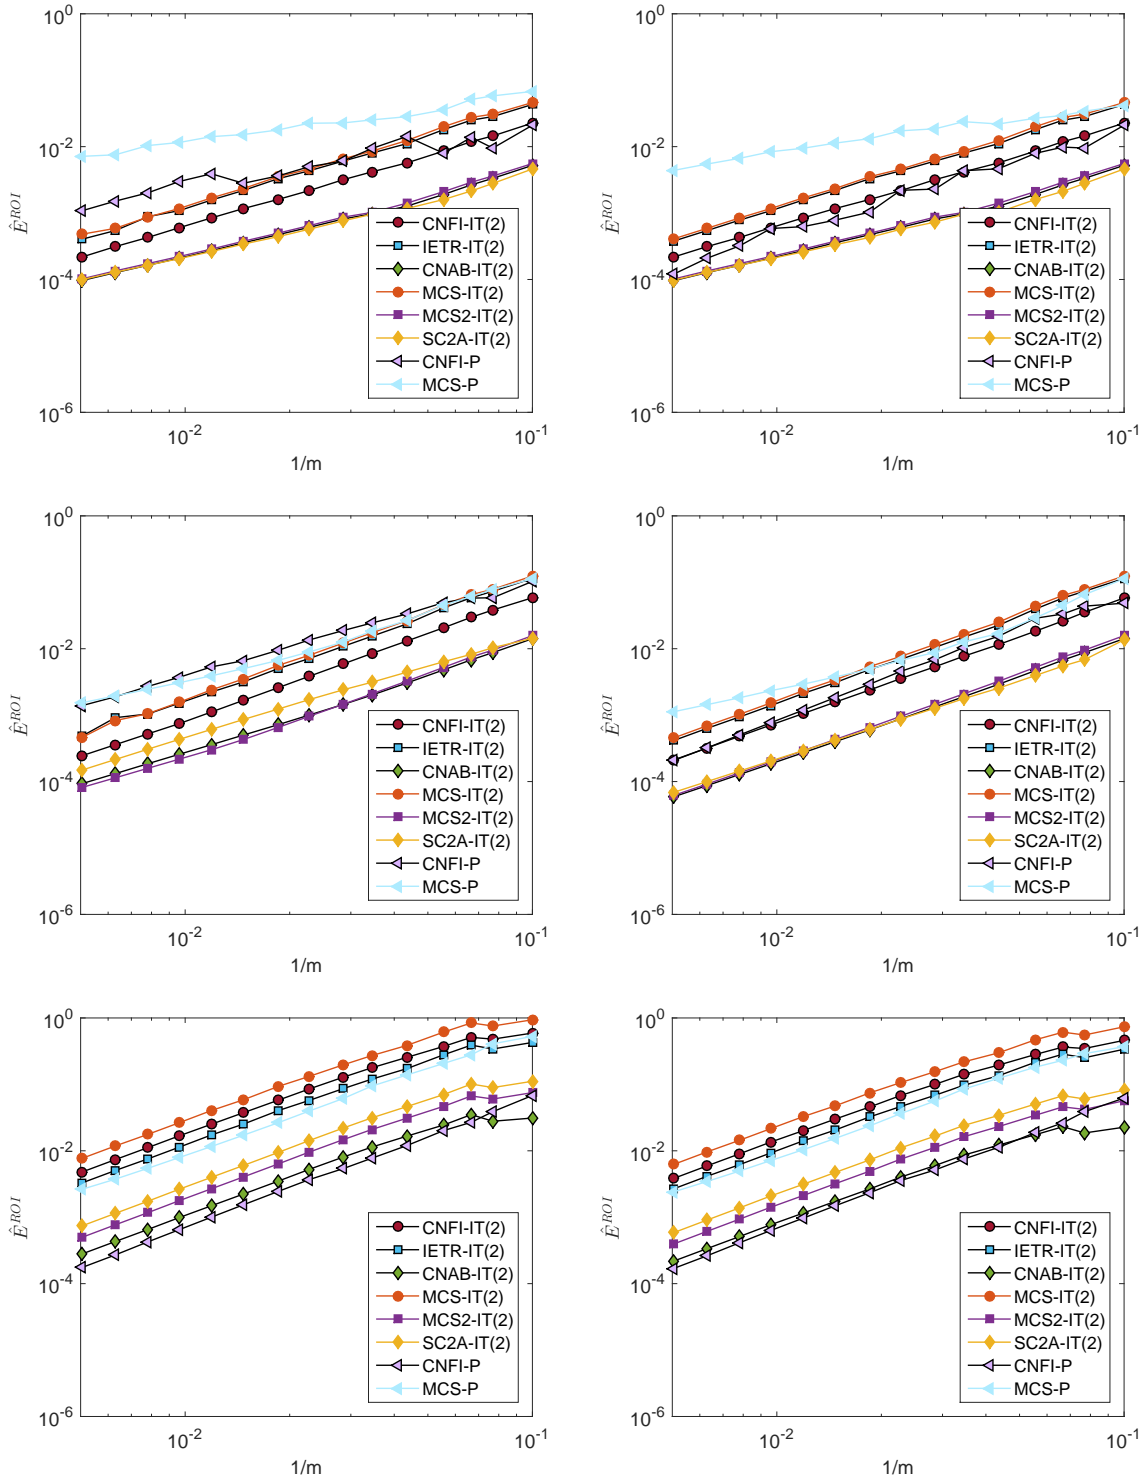 10^0
10^-2
10^-4
10^-6
Ê^ROI
10^-2
10^-1
1/m
CNFI-IT(2)
IETR-IT(2)
CNAB-IT(2)
MCS-IT(2)
MCS2-IT(2)
SC2A-IT(2)
CNFI-P
MCS-P
10^0
10^-2
10^-4
10^-6
Ê^ROI
10^-2
10^-1
1/m
CNFI-IT(2)
IETR-IT(2)
CNAB-IT(2)
MCS-IT(2)
MCS2-IT(2)
SC2A-IT(2)
CNFI-P
MCS-P
10^0
10^-2
10^-4
10^-6
Ê^ROI
10^-2
10^-1
1/m
CNFI-IT(2)
IETR-IT(2)
CNAB-IT(2)
MCS-IT(2)
MCS2-IT(2)
SC2A-IT(2)
CNFI-P
MCS-P
10^0
10^-2
10^-4
10^-6
Ê^ROI
10^-2
10^-1
1/m
CNFI-IT(2)
IETR-IT(2)
CNAB-IT(2)
MCS-IT(2)
MCS2-IT(2)
SC2A-IT(2)
CNFI-P
MCS-P
10^0
10^-2
10^-4
10^-6
Ê^ROI
10^-2
10^-1
1/m
CNFI-IT(2)
IETR-IT(2)
CNAB-IT(2)
MCS-IT(2)
MCS2-IT(2)
SC2A-IT(2)
CNFI-P
MCS-P
10^0
10^-2
10^-4
10^-6
Ê^ROI
10^-2
10^-1
1/m
CNFI-IT(2)
IETR-IT(2)
CNAB-IT(2)
MCS-IT(2)
MCS2-IT(2)
SC2A-IT(2)
CNFI-P
MCS-P